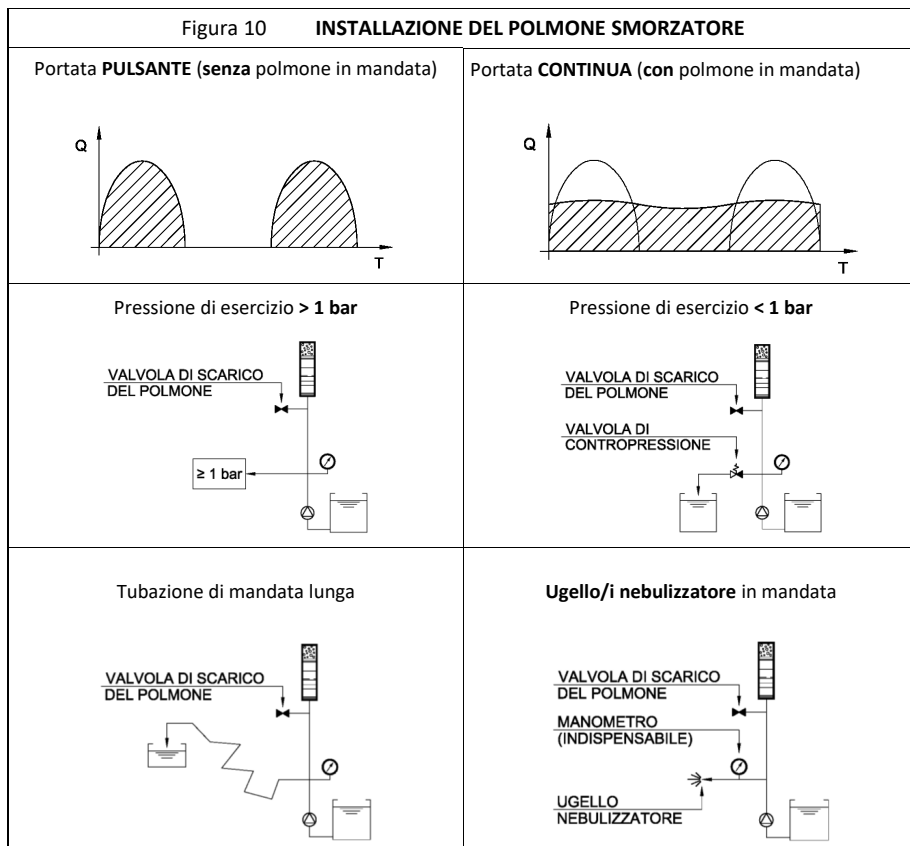 Figura 10 INSTALLAZIONE DEL POLMONE SMORZATORE
Portata PULSANTE (senza polmone in mandata)
Q
T
Portata CONTINUA (con polmone in mandata)
Q
T
Pressione di esercizio > 1 bar
VALVOLA DI SCARICO
DEL POLMONE
≥ 1 bar
Pressione di esercizio < 1 bar
VALVOLA DI SCARICO
DEL POLMONE
VALVOLA DI
CONTROPRESSIONE
Tubazione di mandata lunga
VALVOLA DI SCARICO
DEL POLMONE
Ugello/i nebulizzatore in mandata
VALVOLA DI SCARICO
DEL POLMONE
MANOMETRO
(INDISPENSABILE)
UGELLO
NEBULIZZATORE